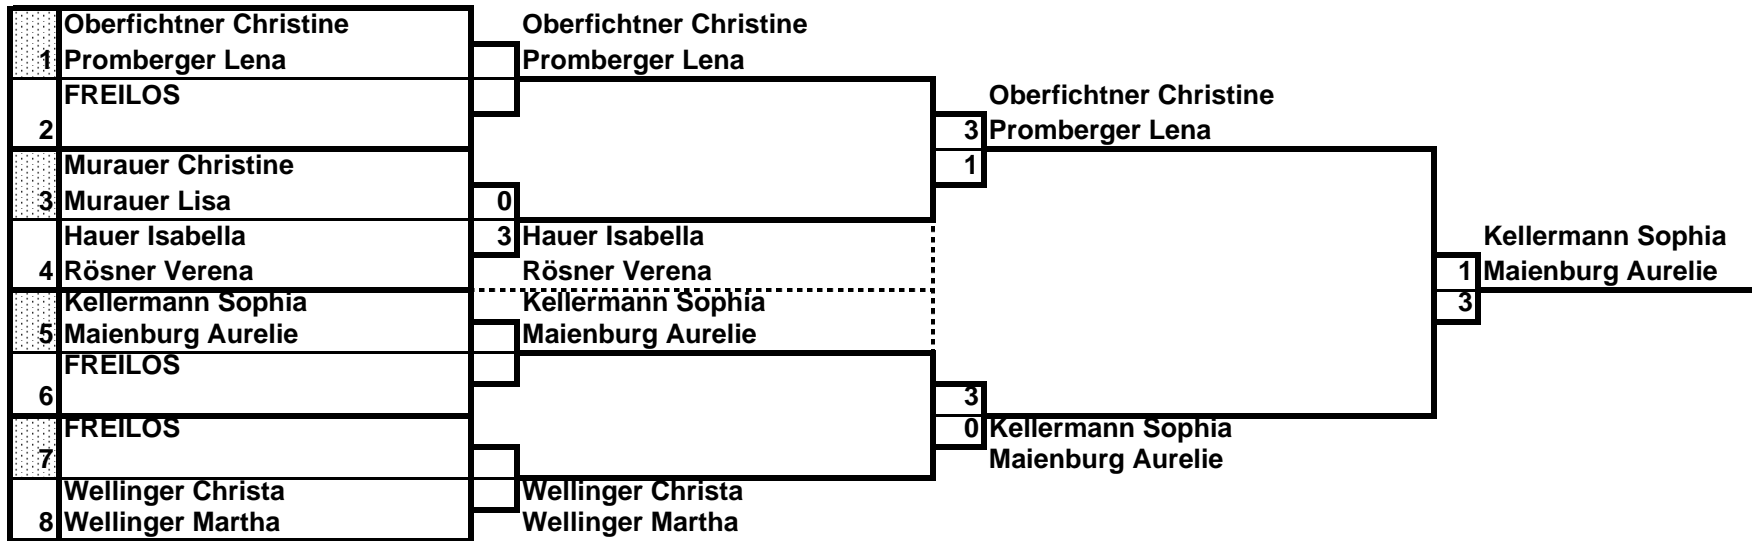 Oberfichtner Christine
1 Promberger Lena
FREILOS
2
Murauer Christine
3 Murauer Lisa
Hauer Isabella
4 Rösner Verena
Kellermann Sophia
5 Maienburg Aurelie
FREILOS
6
FREILOS
7
Wellinger Christa
8 Wellinger Martha
0
3
Oberfichtner Christine
Promberger Lena
Hauer Isabella
Rösner Verena
Kellermann Sophia
Maienburg Aurelie
Wellinger Christa
Wellinger Martha
3
1
3
0
Oberfichtner Christine
Promberger Lena
Kellermann Sophia
Maienburg Aurelie
1
3
Kellermann Sophia
Maienburg Aurelie